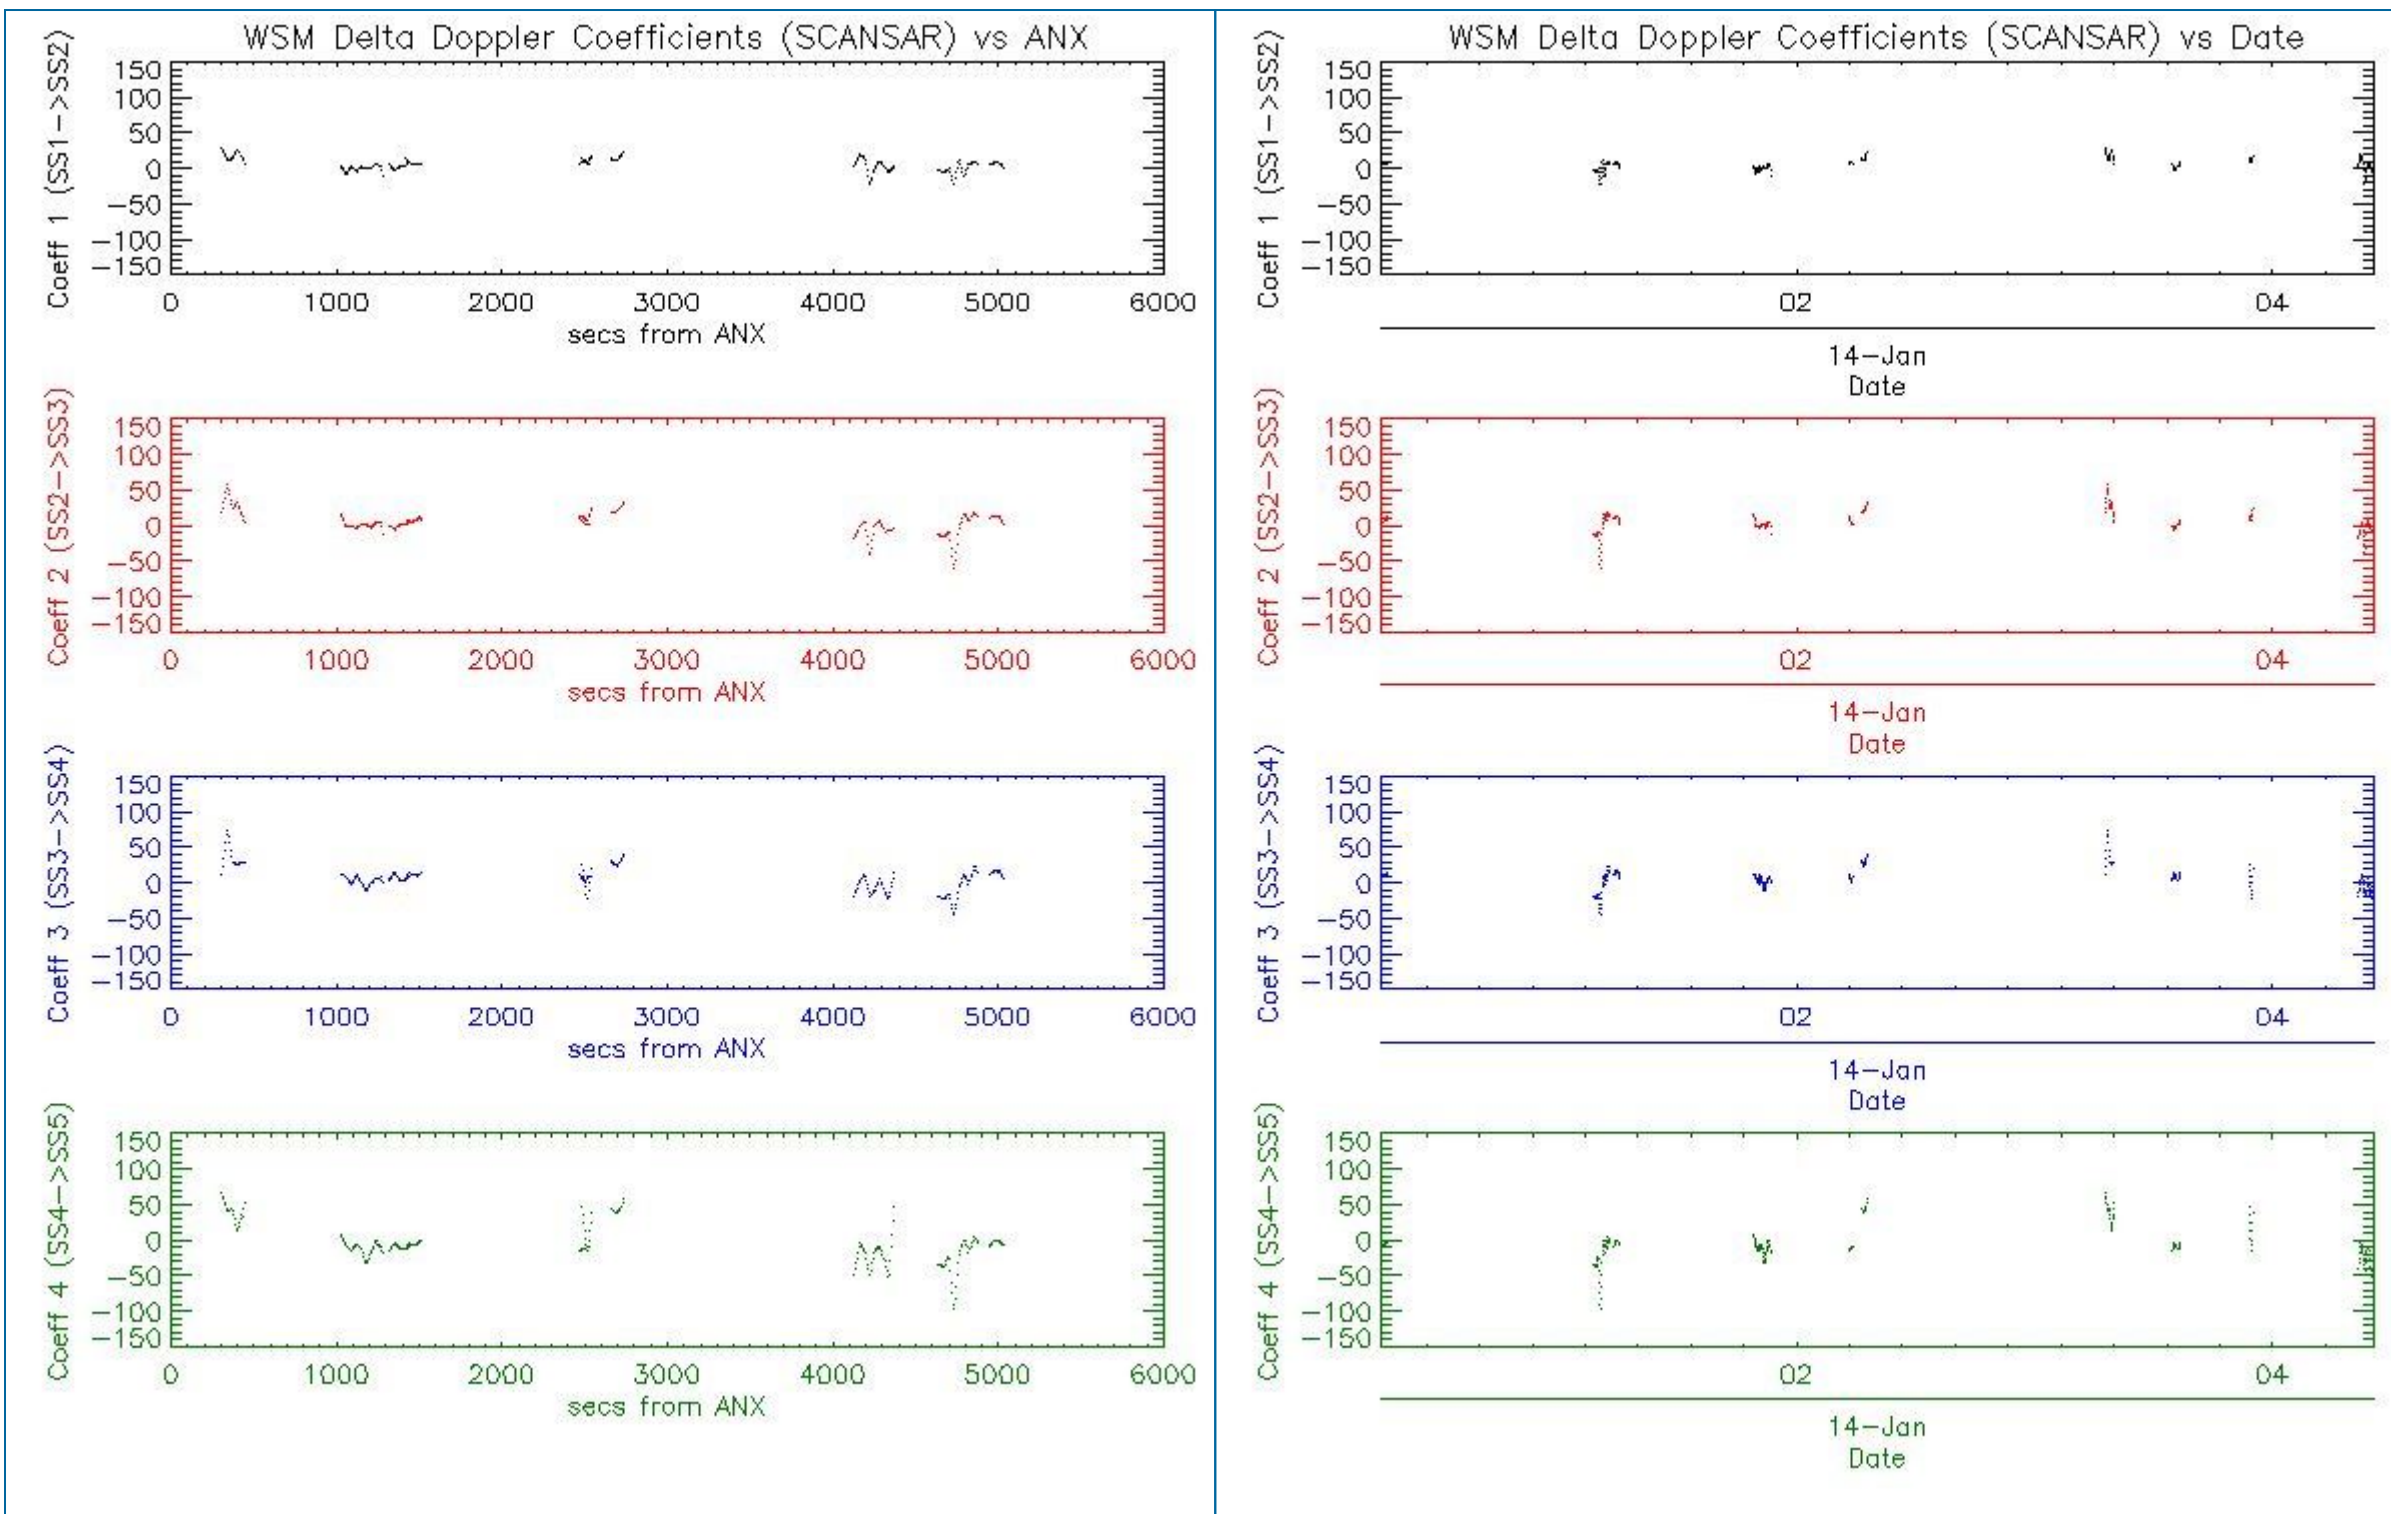 WSM Delta Doppler Coefficients (SCANSAR) vs ANX
Coeff 1 (SS1->SS2)
150
100
50
0
-50
-100
-150
0 1000 2000 3000 4000 5000 6000
secs from ANX
Coeff 2 (SS2->SS3)
150
100
50
0
-50
-100
-150
0 1000 2000 3000 4000 5000 6000
secs from ANX
Coeff 3 (SS3->SS4)
150
100
50
0
-50
-100
-150
0 1000 2000 3000 4000 5000 6000
secs from ANX
Coeff 4 (SS4->SS5)
150
100
50
0
-50
-100
-150
0 1000 2000 3000 4000 5000 6000
secs from ANX
WSM Delta Doppler Coefficients (SCANSAR) vs Date
Coeff 1 (SS1->SS2)
150
100
50
0
-50
-100
-150
02 04
14-Jan
Date
Coeff 2 (SS2->SS3)
150
100
50
0
-50
-100
-150
02 04
14-Jan
Date
Coeff 3 (SS3->SS4)
150
100
50
0
-50
-100
-150
02 04
14-Jan
Date
Coeff 4 (SS4->SS5)
150
100
50
0
-50
-100
-150
02 04
14-Jan
Date